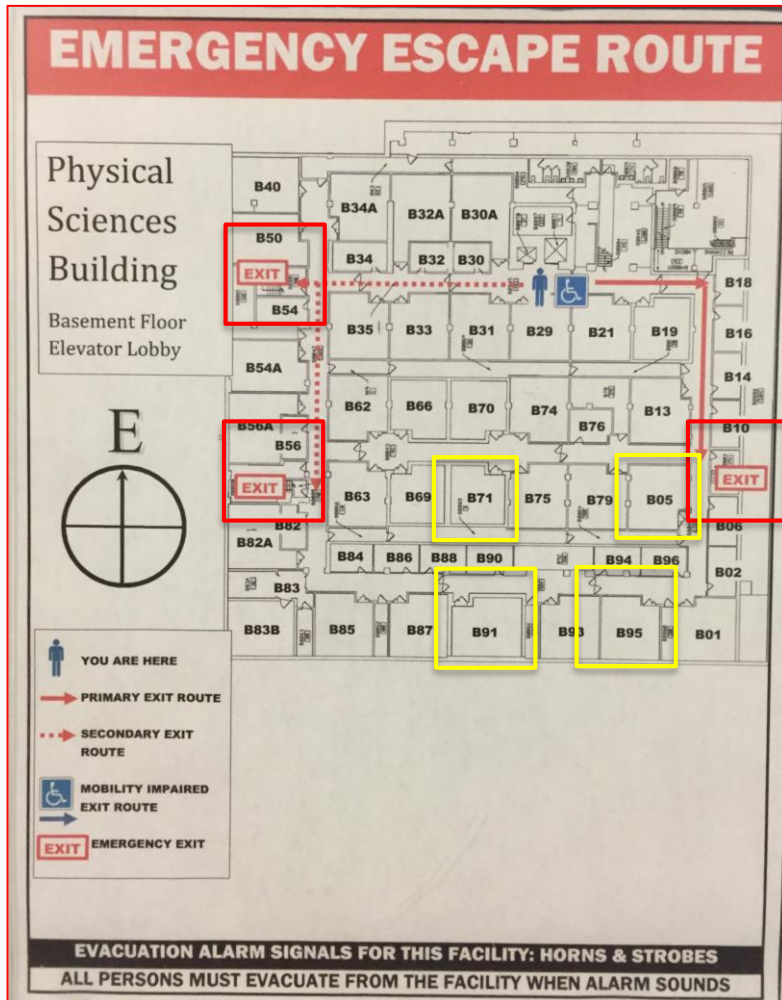 EMERGENCY ESCAPE ROUTE
Physical
Sciences
Building
Basement Floor
Elevator Lobby
E
B40
B34A B32A B30A
B50
B34 B32 B30
EXIT
B18
B54
B35 B33 B31 B29 B21 B19
B16
B54A
B14
B62 B66 B70 B74 B76 B13
B56A
B10
B56
EXIT
EXIT
B63 B69 B71 B75 B79 B05
B82
B06
B82A
B84 B86 B88 B90 B94 B96
B02
B83
B83B B85 B87 B91 B93 B95 B01
YOU ARE HERE
PRIMARY EXIT ROUTE
SECONDARY EXIT
ROUTE
MOBILITY IMPAIRED
EXIT ROUTE
EXIT EMERGENCY EXIT
EVACUATION ALARM SIGNALS FOR THIS FACILITY: HORNS & STROBES
ALL PERSONS MUST EVACUATE FROM THE FACILITY WHEN ALARM SOUNDS